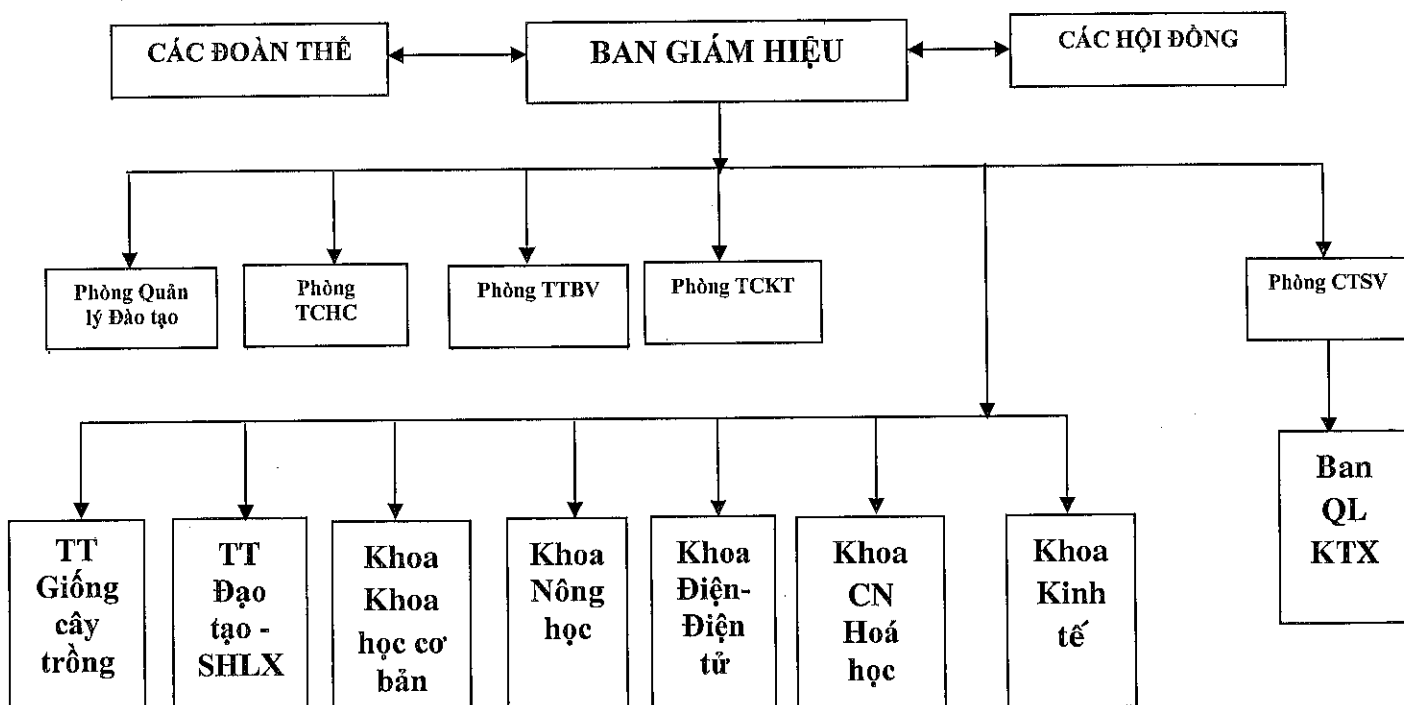 CÁC ĐOÀN THỂ
BAN GIÁM HIỆU
CÁC HỘI ĐỒNG
Phòng Quản
lý Đào tạo
Phòng
TCHC
Phòng TTBV
Phòng TCKT
Phòng CTSV
TT
Giống
cây
trồng
TT
Đạo
tạo -
SHLX
Khoa
Khoa
học cơ
bản
Khoa
Nông
học
Khoa
Điện-
Điện
tử
Khoa
CN
Hoá
học
Khoa
Kinh
tế
Ban
QL
KTX